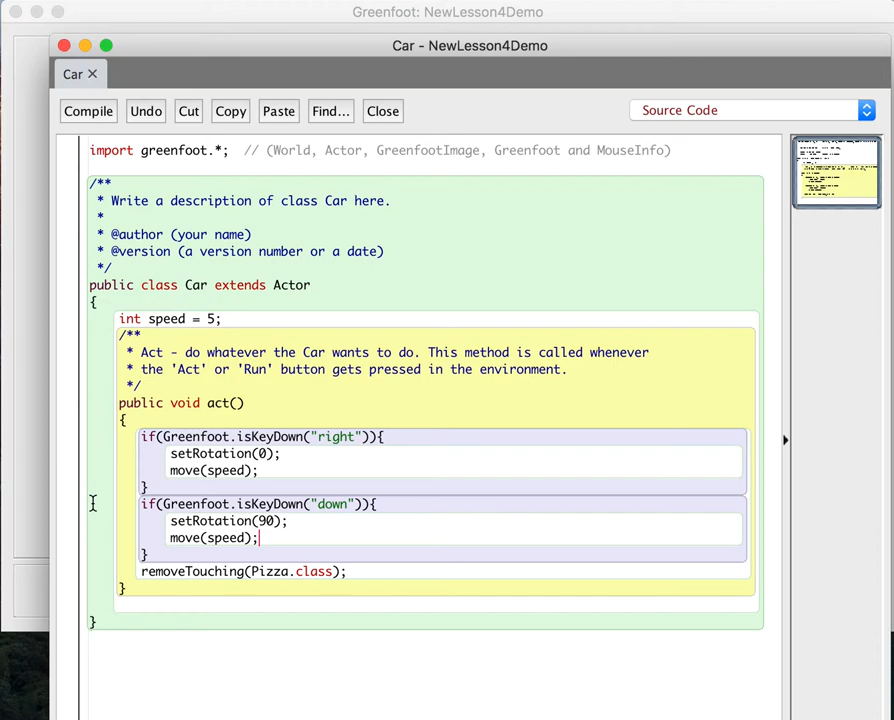 Greenfoot: NewLesson4Demo
Car - NewLesson4Demo
Car ×
Compile Undo Cut Copy Paste Find... Close Source Code
import greenfoot.*;  // (World, Actor, GreenfootImage, Greenfoot and MouseInfo)
/**
 * Write a description of class Car here.
 *
 * @author (your name)
 * @version (a version number or a date)
 */
public class Car extends Actor
{
    int speed = 5;
    /**
     * Act - do whatever the Car wants to do. This method is called whenever
     * the 'Act' or 'Run' button gets pressed in the environment.
     */
    public void act()
    {
       if(Greenfoot.isKeyDown("right")){
           setRotation(0);
           move(speed);
       }
       if(Greenfoot.isKeyDown("down")){
           setRotation(90);
           move(speed);
       }
       removeTouching(Pizza.class);
    }
}